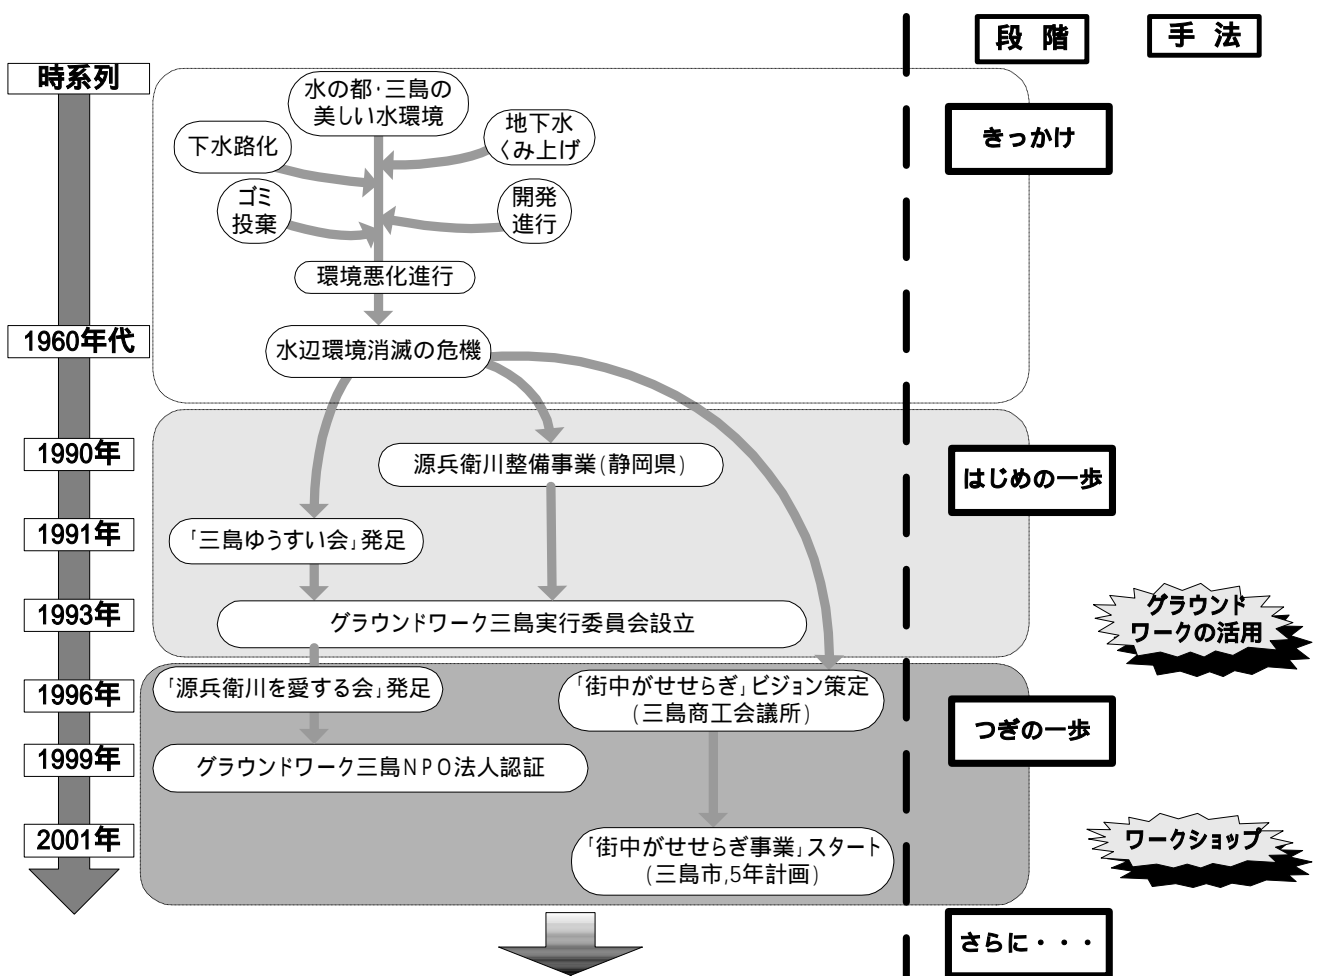 段 階
手 法
時系列
水の都・三島の
美しい水環境
地下水
くみ上げ
下水路化
きっかけ
ゴミ
投棄
開発
進行
環境悪化進行
1960年代
水辺環境消滅の危機
1990年
源兵衛川整備事業(静岡県)
はじめの一歩
1991年
「三島ゆうすい会」発足
1993年
グラウンドワーク三島実行委員会設立
グラウンド
ワークの活用
1996年
「源兵衛川を愛する会」発足
「街中がせせらぎ」ビジョン策定
(三島商工会議所)
つぎの一歩
1999年
グラウンドワーク三島NPO法人認証
2001年
「街中がせせらぎ事業」スタート
(三島市,5年計画)
ワークショップ
さらに・・・